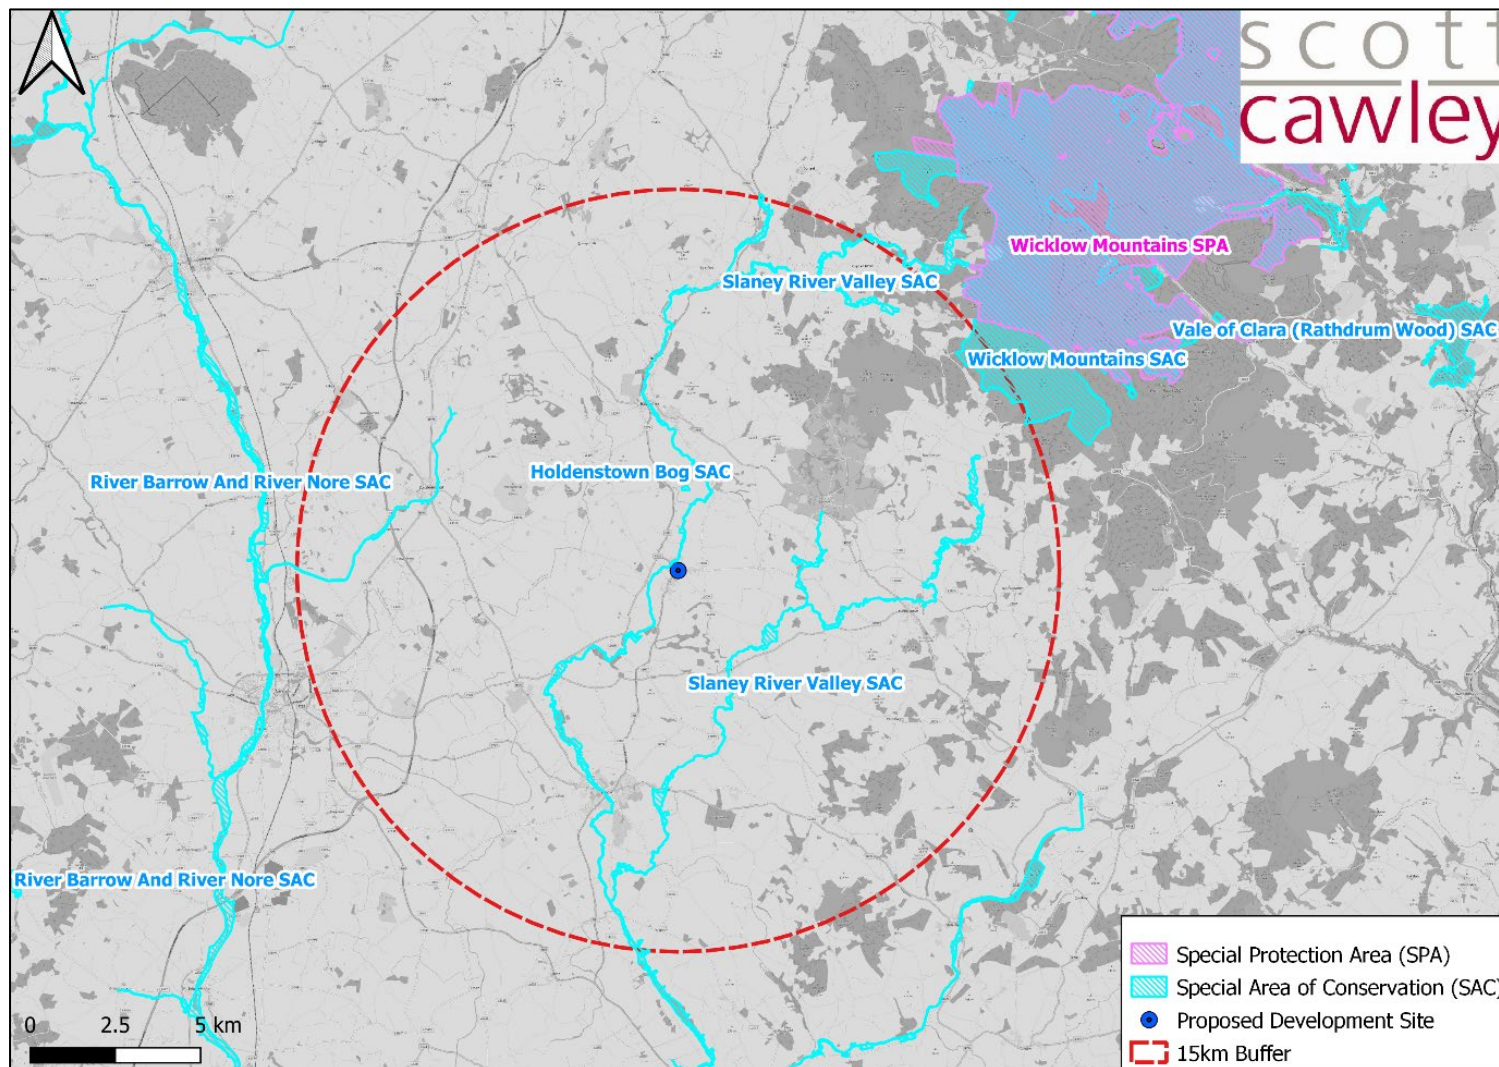 scott
cawley
Wicklow Mountains SPA
Slaney River Valley SAC
Vale of Clara (Rathdrum Wood) SAC
Wicklow Mountains SAC
Holdenstown Bog SAC
River Barrow And River Nore SAC
Slaney River Valley SAC
River Barrow And River Nore SAC
Special Protection Area (SPA)
Special Area of Conservation (SAC)
Proposed Development Site
15km Buffer
0 2.5 5 km